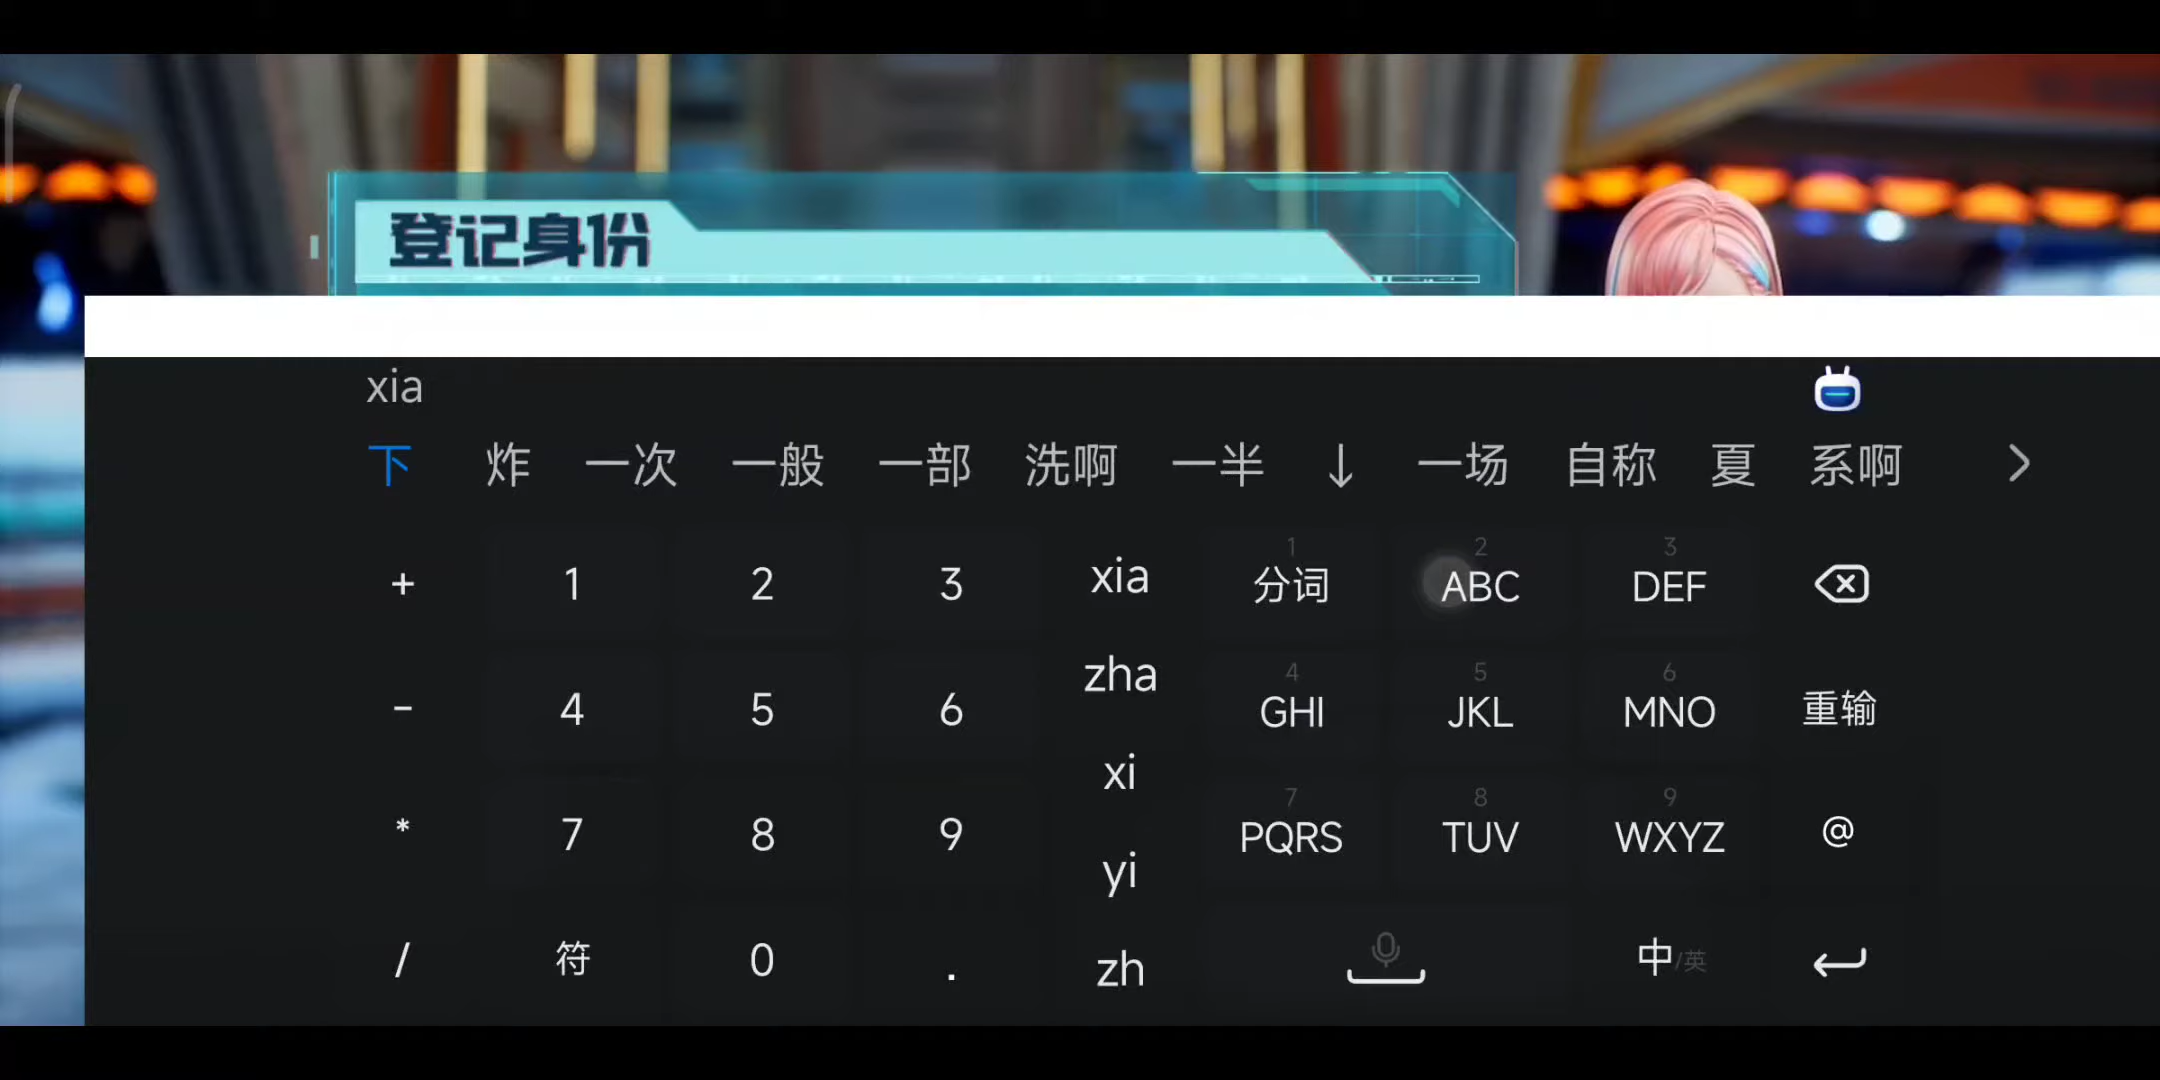 登记身份
xia
下 炸 一次 一般 一部 洗啊 一半 ↓ 一场 自称 夏 系啊 >
+ 1 2 3 xia 1 分词 2 ABC 3 DEF
- 4 5 6 zha 4 GHI 5 JKL 6 MNO 重输
xi
* 7 8 9 7 PQRS 8 TUV 9 WXYZ @
yi
/ 符 0 . zh 中/英